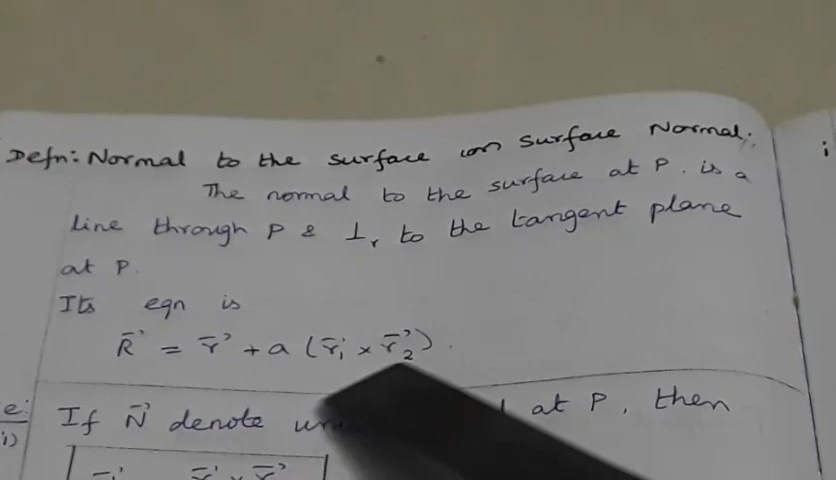 Defn: Normal to the surface (or) surface Normal.
The normal to the surface at P. is a
line through P & ⊥r to the tangent plane
at P.
Its eqn is
R⃗ = r⃗ + a (r⃗₁ × r⃗₂).
e:
If N⃗ denote at P, then
i)
r⃗ × r⃗